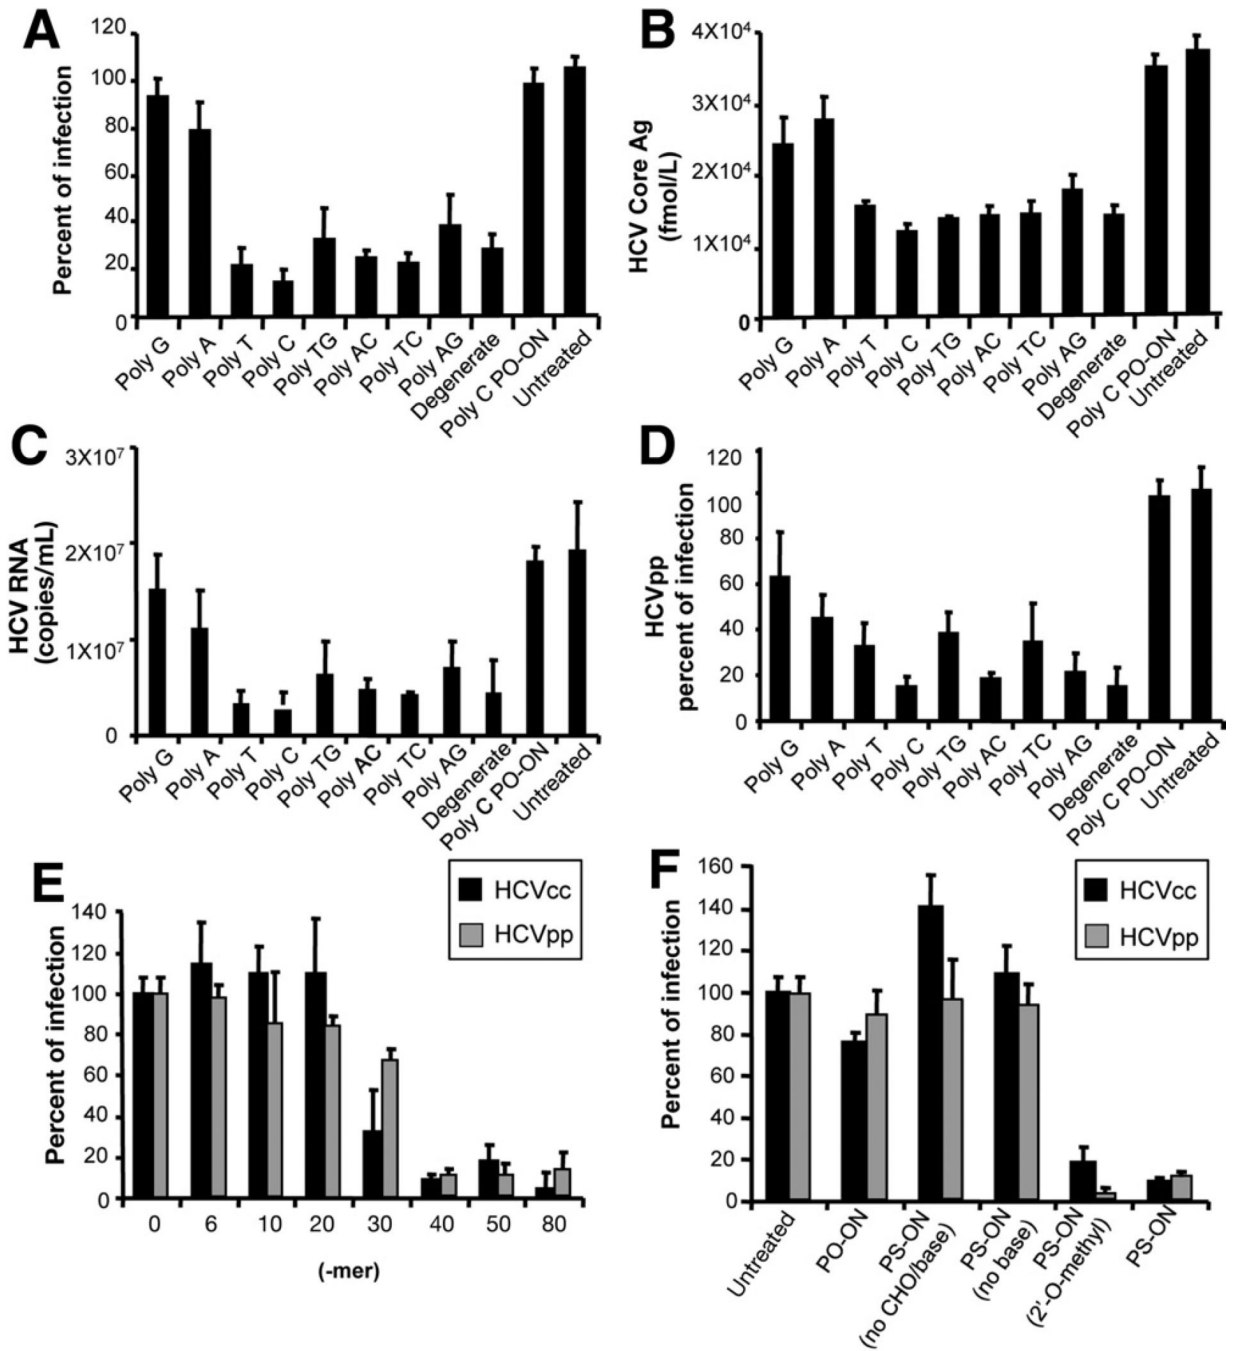 A
Percent of infection
120
100
80
60
40
20
0
Poly G
Poly A
Poly T
Poly C
Poly TG
Poly AC
Poly TC
Poly AG
Degenerate
Poly C PO-ON
Untreated
B
HCV Core Ag
(fmol/L)
4X10⁴
3X10⁴
2X10⁴
1X10⁴
0
Poly G
Poly A
Poly T
Poly C
Poly TG
Poly AC
Poly TC
Poly AG
Degenerate
Poly C PO-ON
Untreated
C
HCV RNA
(copies/mL)
3X10⁷
2X10⁷
1X10⁷
0
Poly G
Poly A
Poly T
Poly C
Poly TG
Poly AC
Poly TC
Poly AG
Degenerate
Poly C PO-ON
Untreated
D
HCVpp
percent of infection
120
100
80
60
40
20
0
Poly G
Poly A
Poly T
Poly C
Poly TG
Poly AC
Poly TC
Poly AG
Degenerate
Poly C PO-ON
Untreated
E
HCVcc
HCVpp
Percent of infection
140
120
100
80
60
40
20
0
0 6 10 20 30 40 50 80
(-mer)
F
HCVcc
HCVpp
Percent of infection
160
140
120
100
80
60
40
20
0
Untreated
PO-ON
PS-ON
(no CHO/base)
PS-ON
(no base)
PS-ON
(2'-O-methyl)
PS-ON